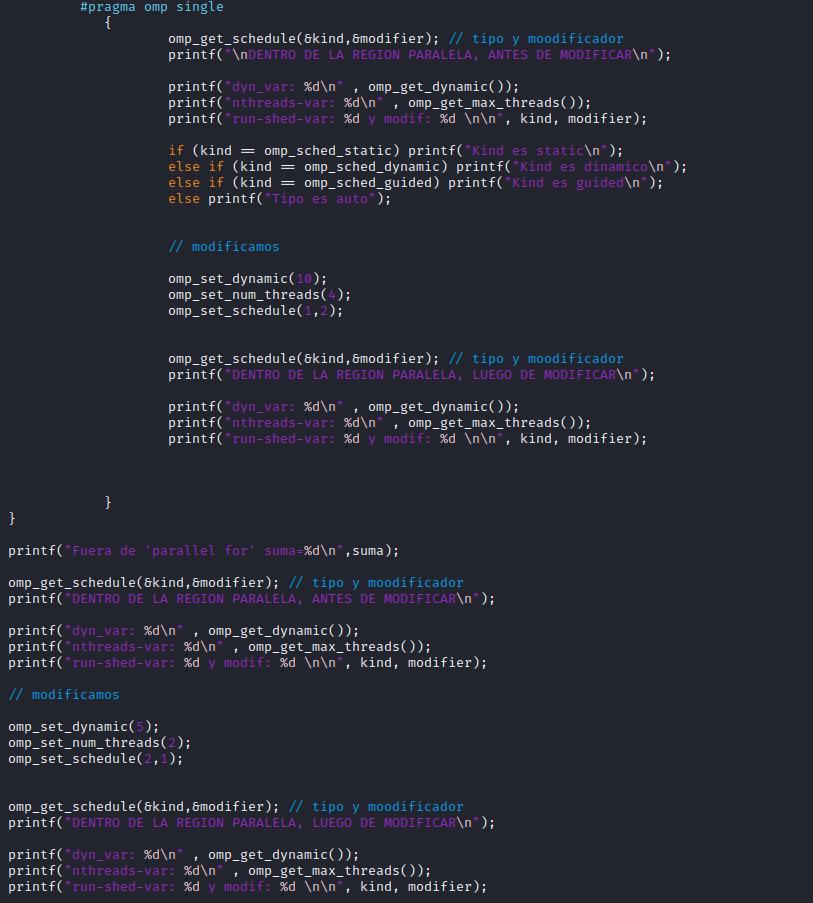 #pragma omp single
{
omp_get_schedule(&kind,&modifier); // tipo y moodificador
printf("\nDENTRO DE LA REGION PARALELA, ANTES DE MODIFICAR\n");
printf("dyn_var: %d\n" , omp_get_dynamic());
printf("nthreads-var: %d\n" , omp_get_max_threads());
printf("run-shed-var: %d y modif: %d \n\n", kind, modifier);
if (kind == omp_sched_static) printf("Kind es static\n");
else if (kind == omp_sched_dynamic) printf("Kind es dinamico\n");
else if (kind == omp_sched_guided) printf("Kind es guided\n");
else printf("Tipo es auto");
// modificamos
omp_set_dynamic(10);
omp_set_num_threads(4);
omp_set_schedule(1,2);
omp_get_schedule(&kind,&modifier); // tipo y moodificador
printf("DENTRO DE LA REGION PARALELA, LUEGO DE MODIFICAR\n");
printf("dyn_var: %d\n" , omp_get_dynamic());
printf("nthreads-var: %d\n" , omp_get_max_threads());
printf("run-shed-var: %d y modif: %d \n\n", kind, modifier);
}
}
printf("Fuera de 'parallel for' suma=%d\n",suma);
omp_get_schedule(&kind,&modifier); // tipo y moodificador
printf("DENTRO DE LA REGION PARALELA, ANTES DE MODIFICAR\n");
printf("dyn_var: %d\n" , omp_get_dynamic());
printf("nthreads-var: %d\n" , omp_get_max_threads());
printf("run-shed-var: %d y modif: %d \n\n", kind, modifier);
// modificamos
omp_set_dynamic(5);
omp_set_num_threads(2);
omp_set_schedule(2,1);
omp_get_schedule(&kind,&modifier); // tipo y moodificador
printf("DENTRO DE LA REGION PARALELA, LUEGO DE MODIFICAR\n");
printf("dyn_var: %d\n" , omp_get_dynamic());
printf("nthreads-var: %d\n" , omp_get_max_threads());
printf("run-shed-var: %d y modif: %d \n\n", kind, modifier);